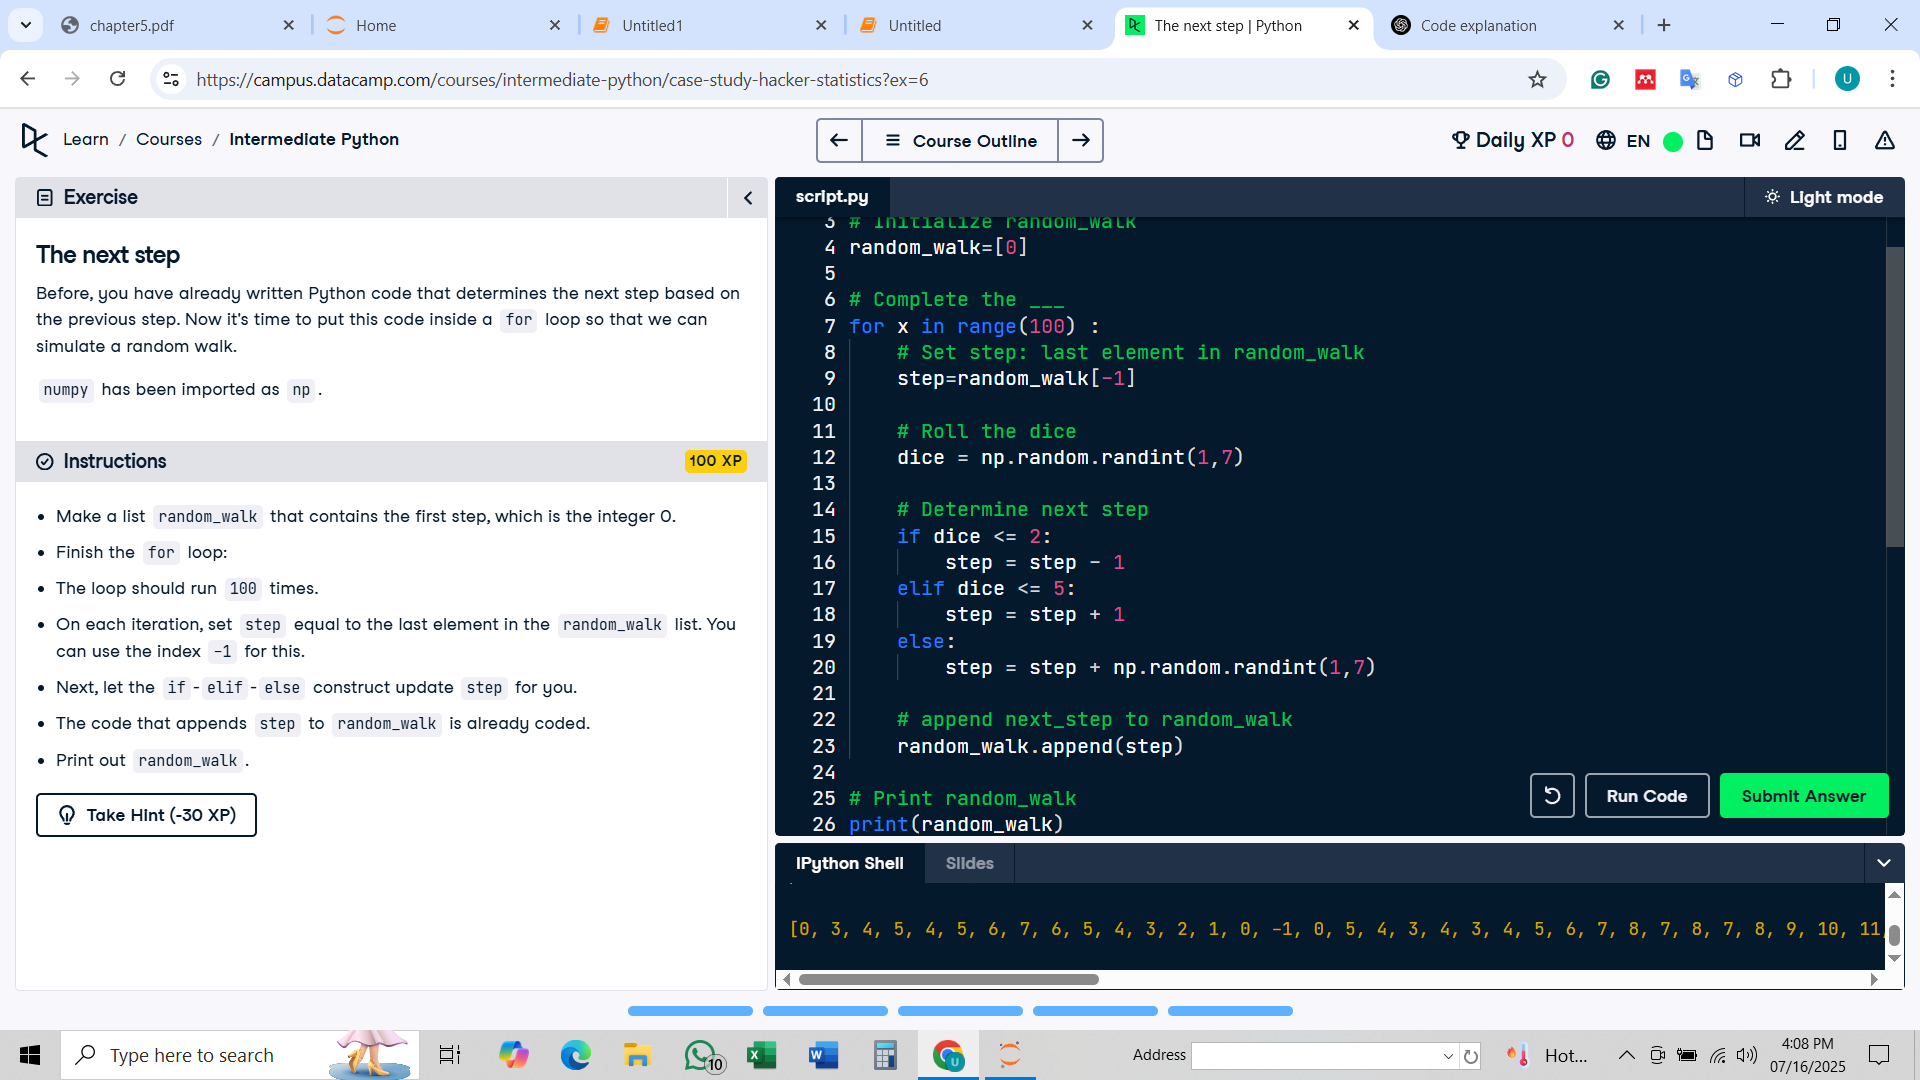 chapter5.pdf
Home
Untitled1
Untitled
The next step | Python
Code explanation
https://campus.datacamp.com/courses/intermediate-python/case-study-hacker-statistics?ex=6
U
Learn / Courses / Intermediate Python
Course Outline
Daily XP 0
EN
Exercise
The next step
Before, you have already written Python code that determines the next step based on
the previous step. Now it's time to put this code inside a for loop so that we can
simulate a random walk.
numpy has been imported as np .
Instructions
100 XP
• Make a list random_walk that contains the first step, which is the integer 0.
• Finish the for loop:
• The loop should run 100 times.
• On each iteration, set step equal to the last element in the random_walk list. You
can use the index -1 for this.
• Next, let the if - elif - else construct update step for you.
• The code that appends step to random_walk is already coded.
• Print out random_walk .
Take Hint (-30 XP)
script.py
Light mode
3 # Initialize random_walk
4 random_walk=[0]
5
6 # Complete the ___
7 for x in range(100) :
8     # Set step: last element in random_walk
9     step=random_walk[-1]
10
11     # Roll the dice
12     dice = np.random.randint(1,7)
13
14     # Determine next step
15     if dice <= 2:
16         step = step - 1
17     elif dice <= 5:
18         step = step + 1
19     else:
20         step = step + np.random.randint(1,7)
21
22     # append next_step to random_walk
23     random_walk.append(step)
24
25 # Print random_walk
26 print(random_walk)
Run Code
Submit Answer
IPython Shell
Slides
[0, 3, 4, 5, 4, 5, 6, 7, 6, 5, 4, 3, 2, 1, 0, -1, 0, 5, 4, 3, 4, 3, 4, 5, 6, 7, 8, 7, 8, 7, 8, 9, 10, 11,
Type here to search
10
U
Address
Hot...
4:08 PM
07/16/2025